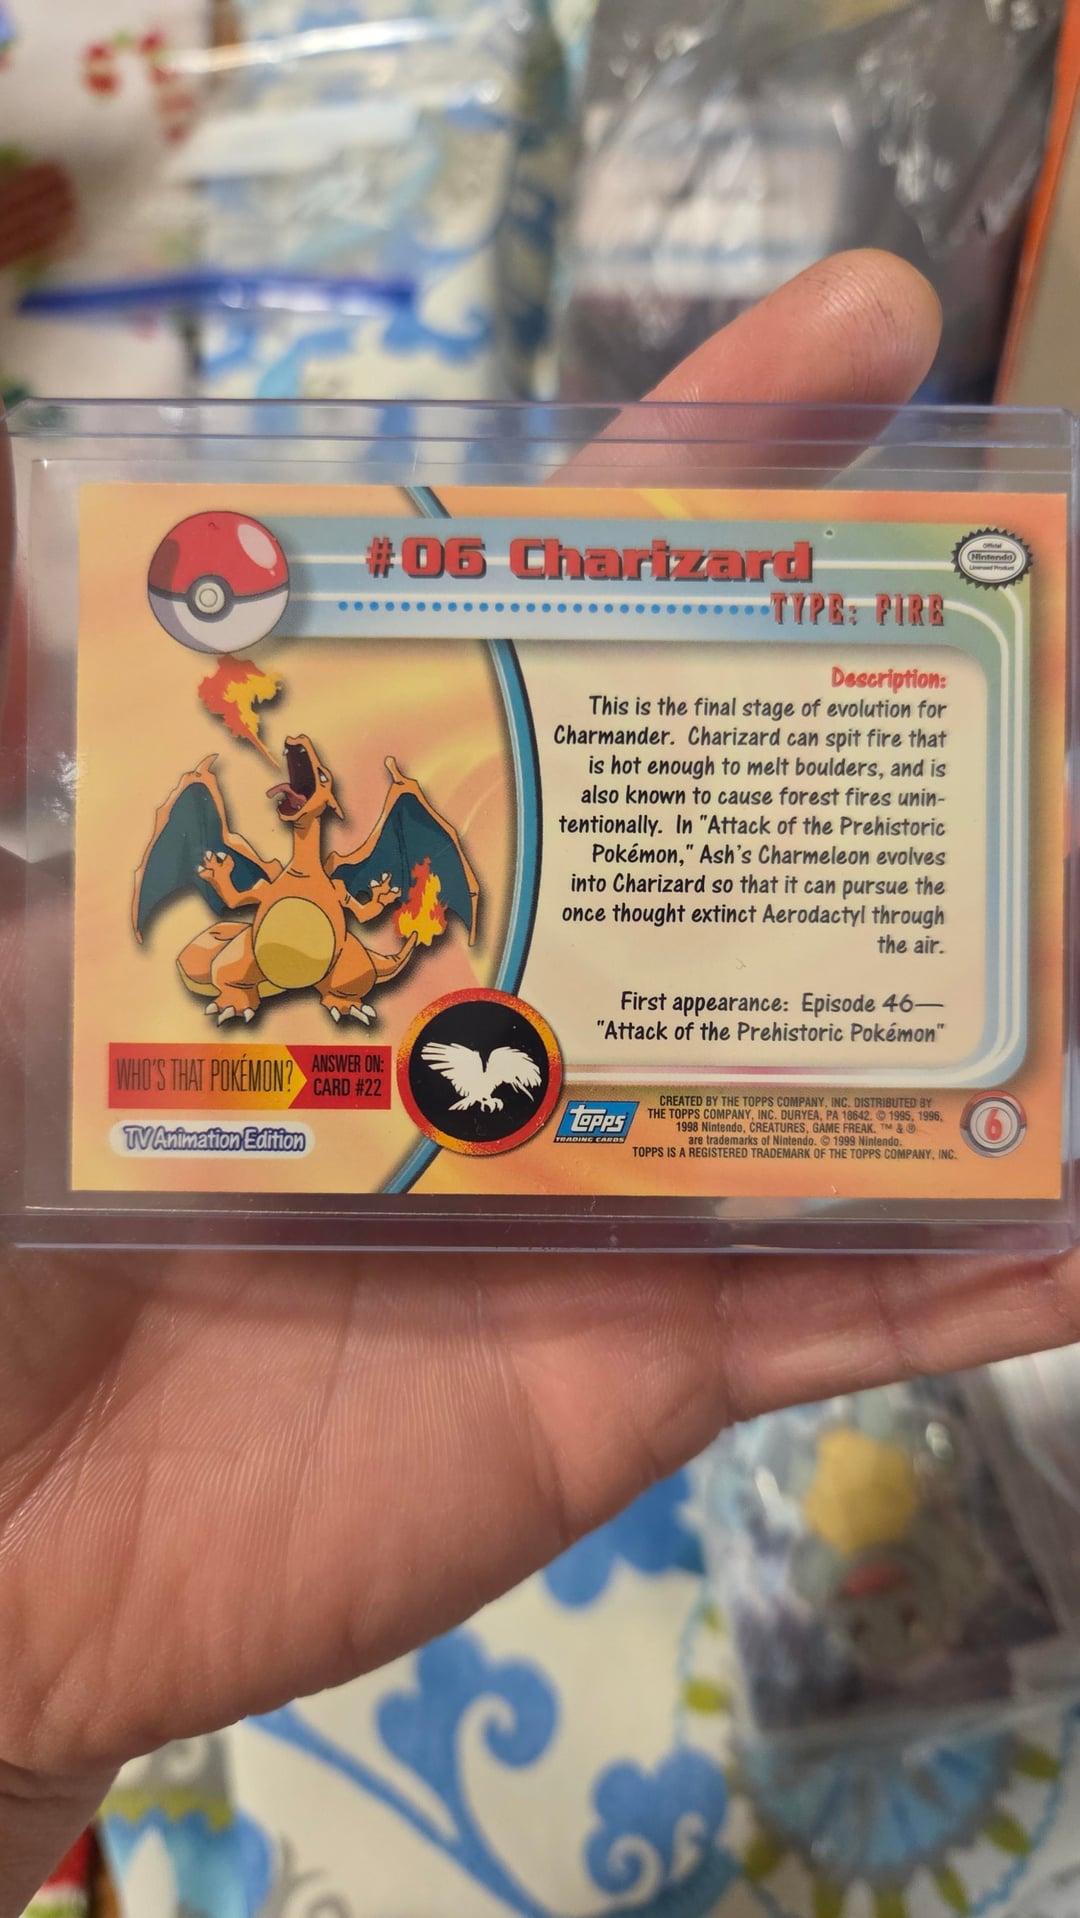 #06 Charizard
TYPE: FIRE
Official
Nintendo
Licensed Product
Description:
This is the final stage of evolution for
Charmander. Charizard can spit fire that
is hot enough to melt boulders, and is
also known to cause forest fires unin-
tentionally. In "Attack of the Prehistoric
Pokémon," Ash's Charmeleon evolves
into Charizard so that it can pursue the
once thought extinct Aerodactyl through
the air.
First appearance: Episode 46—
"Attack of the Prehistoric Pokémon"
WHO'S THAT POKÉMON?
ANSWER ON:
CARD #22
TV Animation Edition
topps
TRADING CARDS
CREATED BY THE TOPPS COMPANY, INC. DISTRIBUTED BY
THE TOPPS COMPANY, INC. DURYEA, PA 18642. © 1995, 1996,
1998 Nintendo, CREATURES, GAME FREAK. ™ & ®
are trademarks of Nintendo. © 1999 Nintendo.
TOPPS IS A REGISTERED TRADEMARK OF THE TOPPS COMPANY, INC.
6